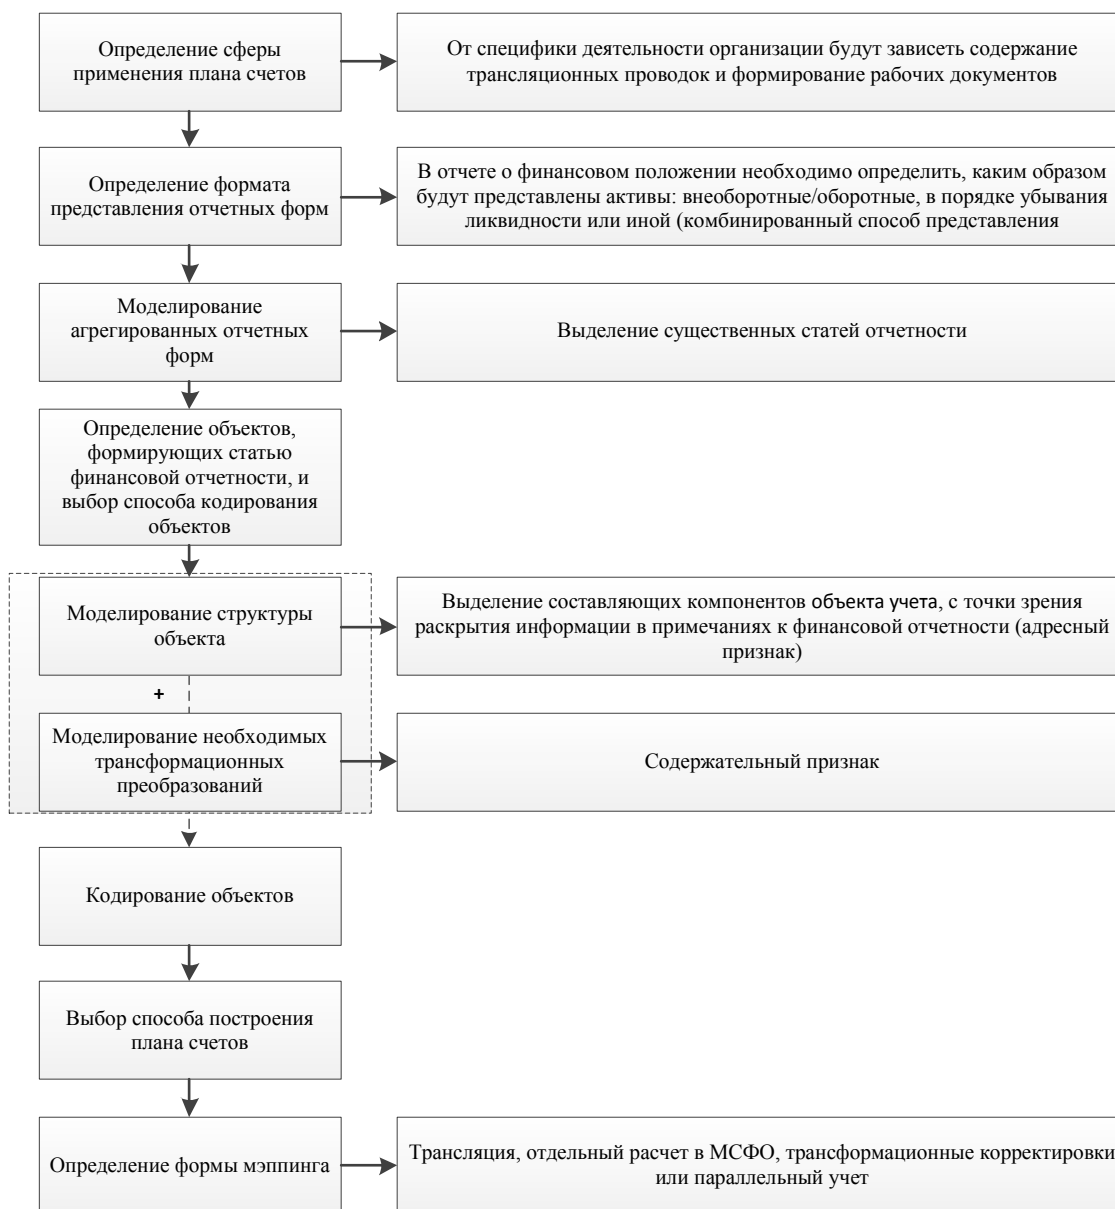 Определение сферы
применения плана счетов
От специфики деятельности организации будут зависеть содержание
трансляционных проводок и формирование рабочих документов
Определение формата
представления отчетных форм
В отчете о финансовом положении необходимо определить, каким образом
будут представлены активы: внеоборотные/оборотные, в порядке убывания
ликвидности или иной (комбинированный способ представления
Моделирование
агрегированных отчетных
форм
Выделение существенных статей отчетности
Определение объектов,
формирующих статью
финансовой отчетности, и
выбор способа кодирования
объектов
Моделирование структуры
объекта
Выделение составляющих компонентов объекта учета, с точки зрения
раскрытия информации в примечаниях к финансовой отчетности (адресный
признак)
+
Моделирование необходимых
трансформационных
преобразований
Содержательный признак
Кодирование объектов
Выбор способа построения
плана счетов
Определение формы мэппинга
Трансляция, отдельный расчет в МСФО, трансформационные корректировки
или параллельный учет